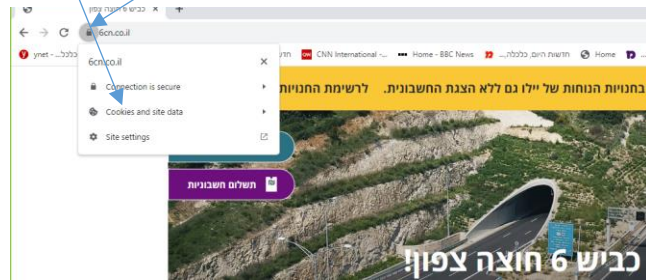 כביש 6 חוצה צפון
6cn.co.il
ynet - ...כלכל
CNN International -...
Home - BBC News
חדשות היום, כלכלה,...
Home
6cn.co.il
Connection is secure
Cookies and site data
Site settings
בחנויות הנוחות של יילו גם ללא הצגת החשבונית. לרשימת החנויות
תשלום חשבוניות
כביש 6 חוצה צפון!